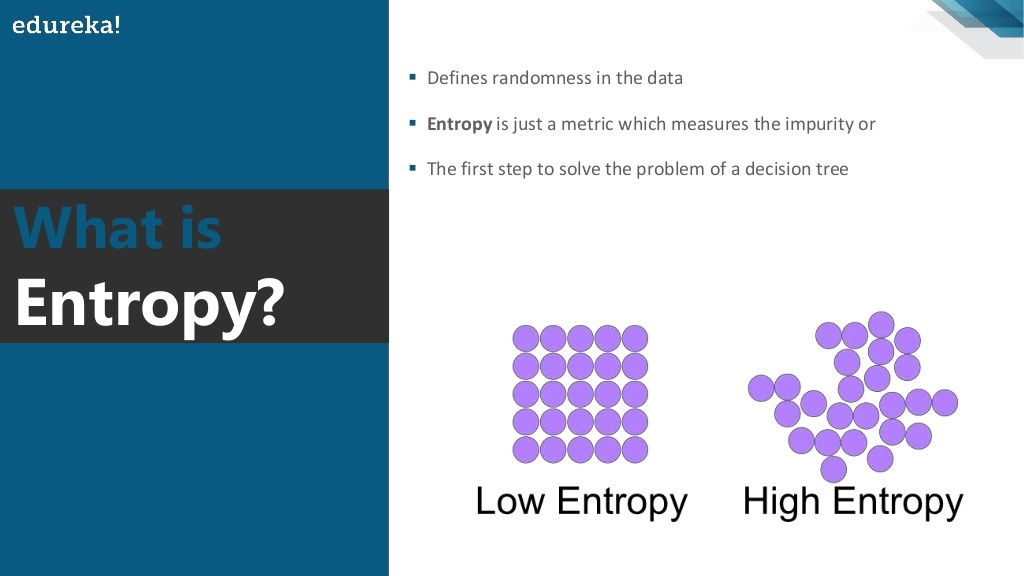 edureka!
What is
Entropy?
Defines randomness in the data
Entropy is just a metric which measures the impurity or
The first step to solve the problem of a decision tree
Low Entropy
High Entropy